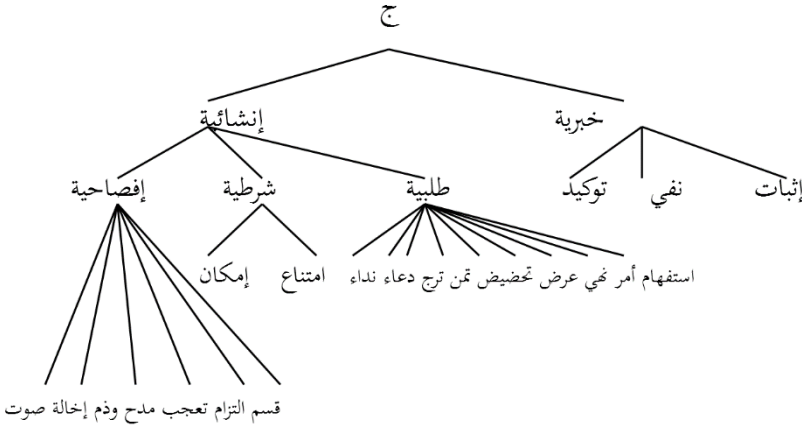 ج
خبرية إنشائية
إثبات نفي توكيد طلبية شرطية إفصاحية
استفهام أمر نهي عرض تحضيض تمن ترج دعاء نداء امتناع إمكان
قسم التزام تعجب مدح وذم إخالة صوت